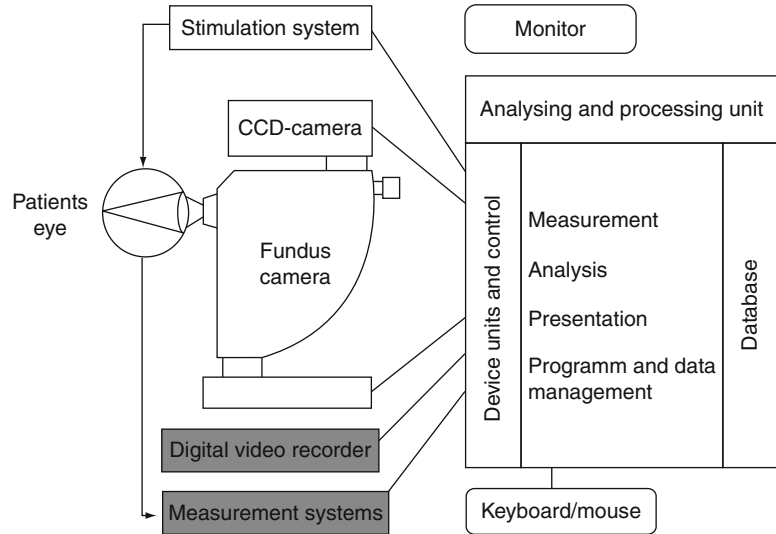 Stimulation system
Monitor
CCD-camera
Analysing and processing unit
Patients
eye
Fundus
camera
Device units and control
Measurement
Analysis
Presentation
Programm and data
management
Database
Digital video recorder
Measurement systems
Keyboard/mouse